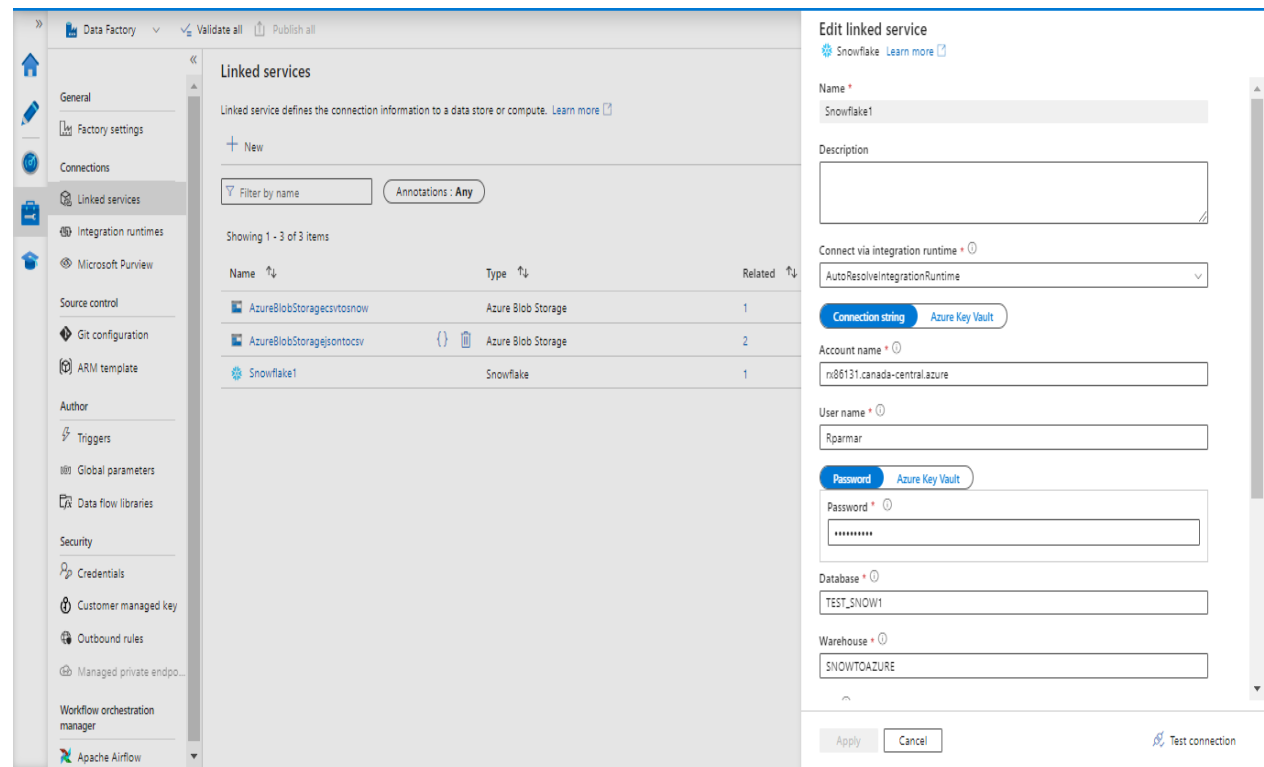 »
Data Factory
Validate all
Publish all
«
General
Factory settings
Connections
Linked services
Integration runtimes
Microsoft Purview
Source control
Git configuration
ARM template
Author
Triggers
Global parameters
Data flow libraries
Security
Credentials
Customer managed key
Outbound rules
Managed private endpo...
Workflow orchestration
manager
Apache Airflow
Linked services
Linked service defines the connection information to a data store or compute. Learn more
+ New
Filter by name
Annotations : Any
Showing 1 - 3 of 3 items
Name Type Related
AzureBlobStoragecsvtosnow Azure Blob Storage 1
AzureBlobStoragejsontocsv {} Azure Blob Storage 2
Snowflake1 Snowflake 1
Edit linked service
Snowflake Learn more
Name *
Snowflake1
Description
Connect via integration runtime *
AutoResolveIntegrationRuntime
Connection string Azure Key Vault
Account name *
rx86131.canada-central.azure
User name *
Rparmar
Password Azure Key Vault
Password *
••••••••••
Database *
TEST_SNOW1
Warehouse *
SNOWTOAZURE
Apply Cancel Test connection